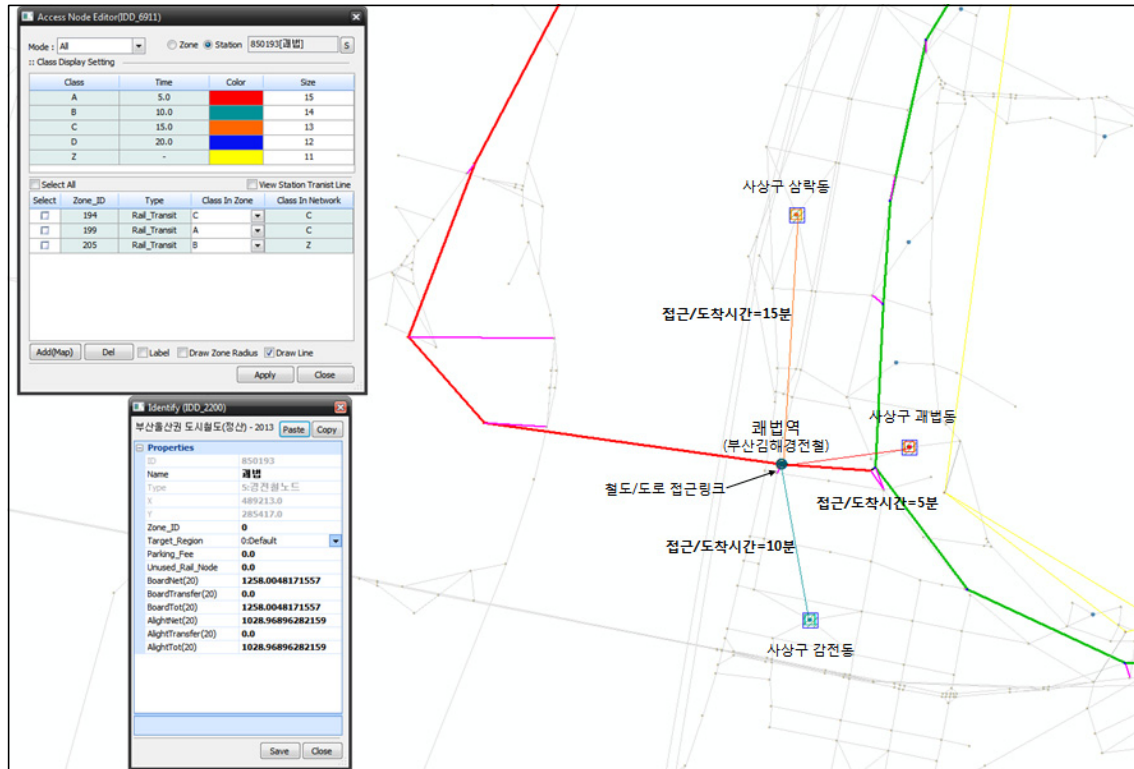 Access Node Editor(IDD_6911)
Mode : All Zone Station 850193[괘법] S
:: Class Display Setting
Class Time Color Size
A 5.0 15
B 10.0 14
C 15.0 13
D 20.0 12
Z - 11
Select All View Station Tranist Line
Select Zone_ID Type Class In Zone Class In Network
194 Rail_Transit C C
199 Rail_Transit A C
205 Rail_Transit B Z
Add(Map) Del Label Draw Zone Radius Draw Line
Apply Close
Identify (IDD_2200)
부산울산권 도시철도(정산) - 2013 Paste Copy
Properties
ID 850193
Name 괘법
Type 5:경전철노드
X 489213.0
Y 285417.0
Zone_ID 0
Target_Region 0:Default
Parking_Fee 0.0
Unused_Rail_Node 0.0
BoardNet(20) 1258.0048171557
BoardTransfer(20) 0.0
BoardTot(20) 1258.0048171557
AlightNet(20) 1028.96896282159
AlightTransfer(20) 0.0
AlightTot(20) 1028.96896282159
Save Close
사상구 삼락동
접근/도착시간=15분
사상구 괘법동
괘법역
(부산김해경전철)
철도/도로 접근링크
접근/도착시간=5분
접근/도착시간=10분
사상구 감전동